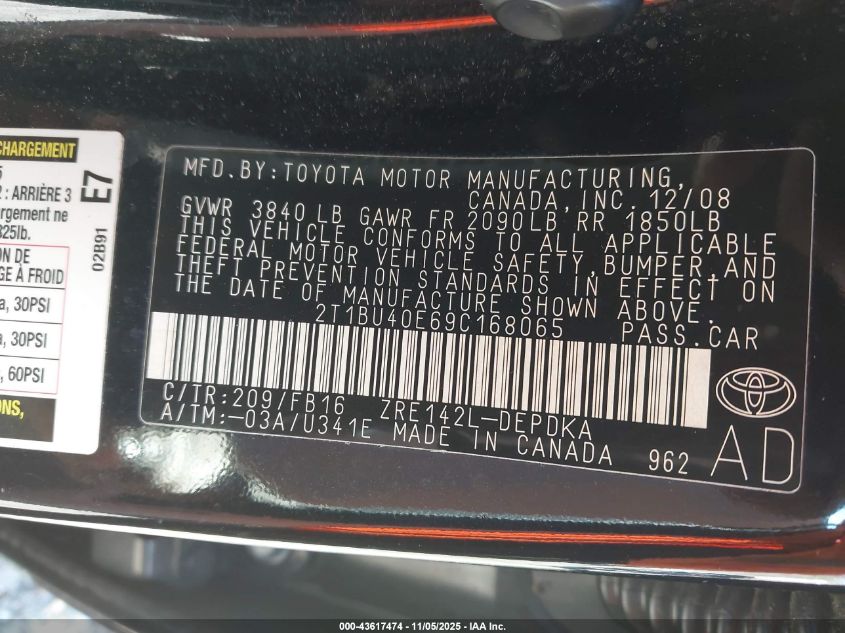 CHARGEMENT
2 : ARRIÈRE 3
argement ne
825lb.
ON DE
GE À FROID
a, 30PSI
a, 30PSI
, 60PSI
ONS,
E7
02B91
MFD.BY:TOYOTA MOTOR MANUFACTURING,
CANADA, INC. 12/08
GVWR 3840 LB GAWR FR 2090LB RR 1850LB
THIS VEHICLE CONFORMS TO ALL APPLICABLE
FEDERAL MOTOR VEHICLE SAFETY, BUMPER, AND
THEFT PREVENTION STANDARDS IN EFFECT ON
THE DATE OF MANUFACTURE SHOWN ABOVE.
2T1BU40E69C168065 PASS.CAR
C/TR:209/FB16 ZRE142L-DEPDKA
A/TM:-03A/U341E MADE IN CANADA 962
AD
000-43617474 - 11/05/2025 - IAA Inc.